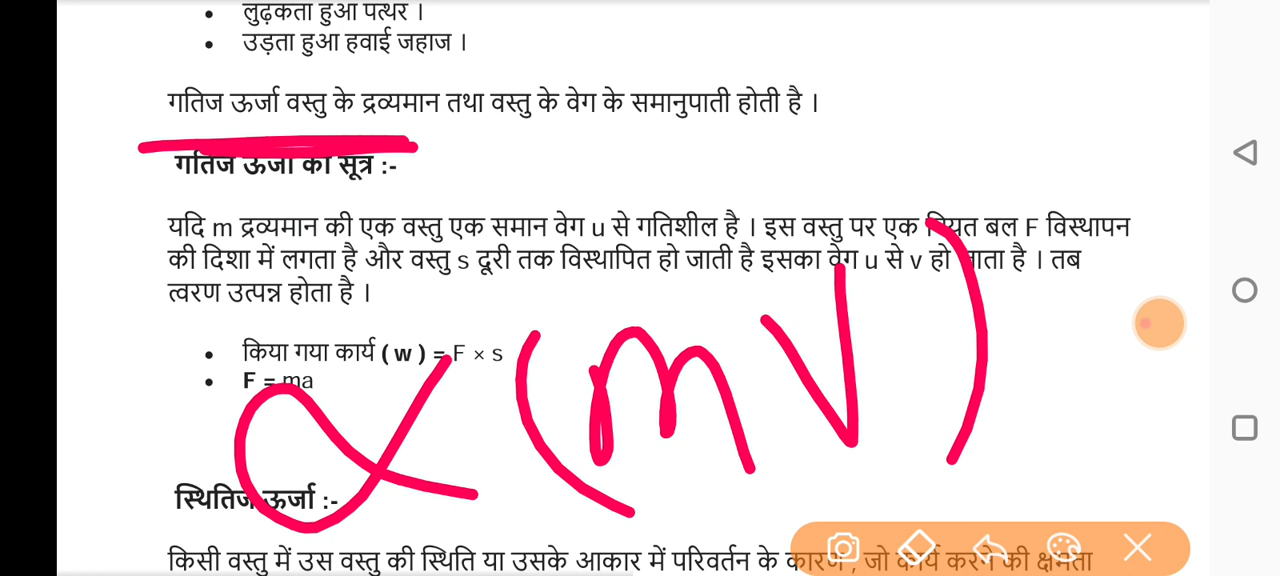 • लुढ़कता हुआ पत्थर ।
• उड़ता हुआ हवाई जहाज ।
गतिज ऊर्जा वस्तु के द्रव्यमान तथा वस्तु के वेग के समानुपाती होती है ।
गतिज ऊर्जा का सूत्र :-
यदि m द्रव्यमान की एक वस्तु एक समान वेग u से गतिशील है । इस वस्तु पर एक नियत बल F विस्थापन
की दिशा में लगता है और वस्तु s दूरी तक विस्थापित हो जाती है इसका वेग u से v हो जाता है । तब
त्वरण उत्पन्न होता है ।
• किया गया कार्य ( w ) = F × s
• F = ma
∝ (mv)
स्थितिज ऊर्जा :-
किसी वस्तु में उस वस्तु की स्थिति या उसके आकार में परिवर्तन के कारण , जो कार्य करने की क्षमता